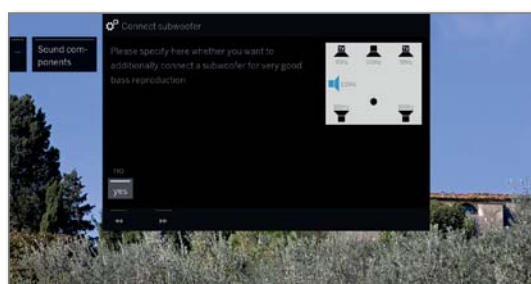 Connect subwoofer
...
Sound com-
ponents
Please specify here whether you want to
additionally connect a subwoofer for very good
bass reproduction.
no
yes